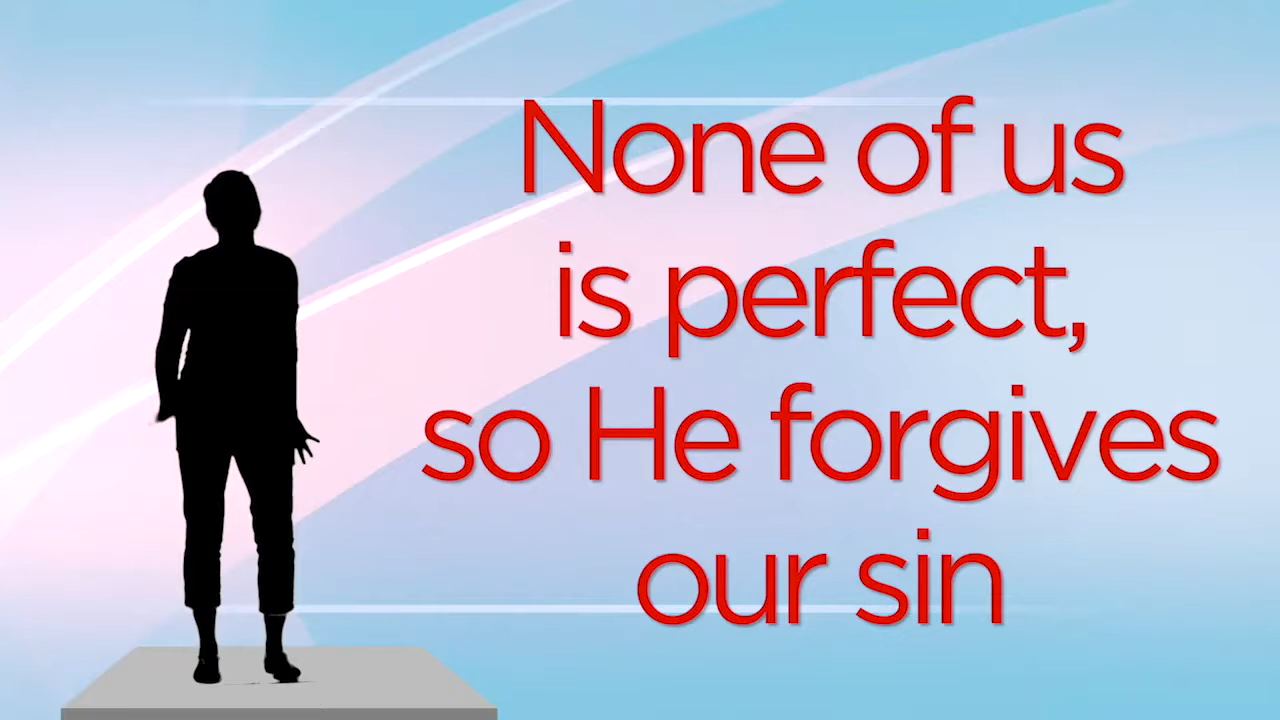 None of us
is perfect,
so He forgives
our sin